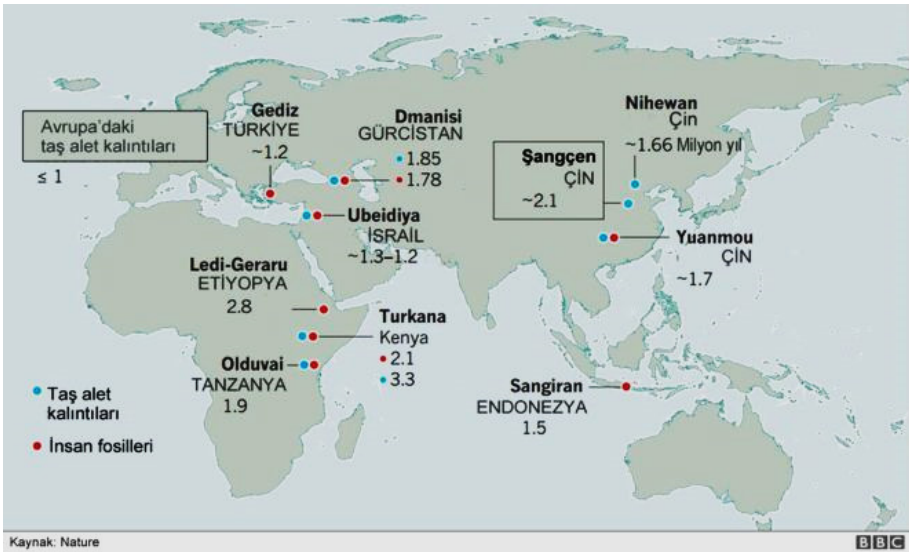 Avrupa'daki
taş alet kalıntıları
≤ 1
Gediz
TÜRKİYE
~1.2
Dmanisi
GÜRCİSTAN
1.85
1.78
Nihewan
Çin
~1.66 Milyon yıl
Şangçen
ÇİN
~2.1
Ubeidiya
İSRAİL
~1.3–1.2
Yuanmou
ÇİN
~1.7
Ledi-Geraru
ETİYOPYA
2.8
Turkana
Kenya
2.1
3.3
Olduvai
TANZANYA
1.9
Sangiran
ENDONEZYA
1.5
Taş alet
kalıntıları
İnsan fosilleri
Kaynak: Nature
BBC